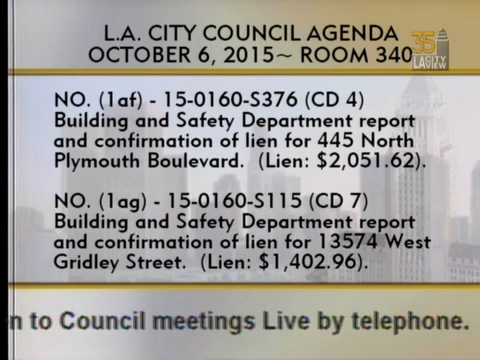 L.A. CITY COUNCIL AGENDA
OCTOBER 6, 2015~ ROOM 340
35
LACITY
VIEW
NO. (1af) - 15-0160-S376 (CD 4)
Building and Safety Department report
and confirmation of lien for 445 North
Plymouth Boulevard. (Lien: $2,051.62).
NO. (1ag) - 15-0160-S115 (CD 7)
Building and Safety Department report
and confirmation of lien for 13574 West
Gridley Street. (Lien: $1,402.96).
to Council meetings Live by telephone.